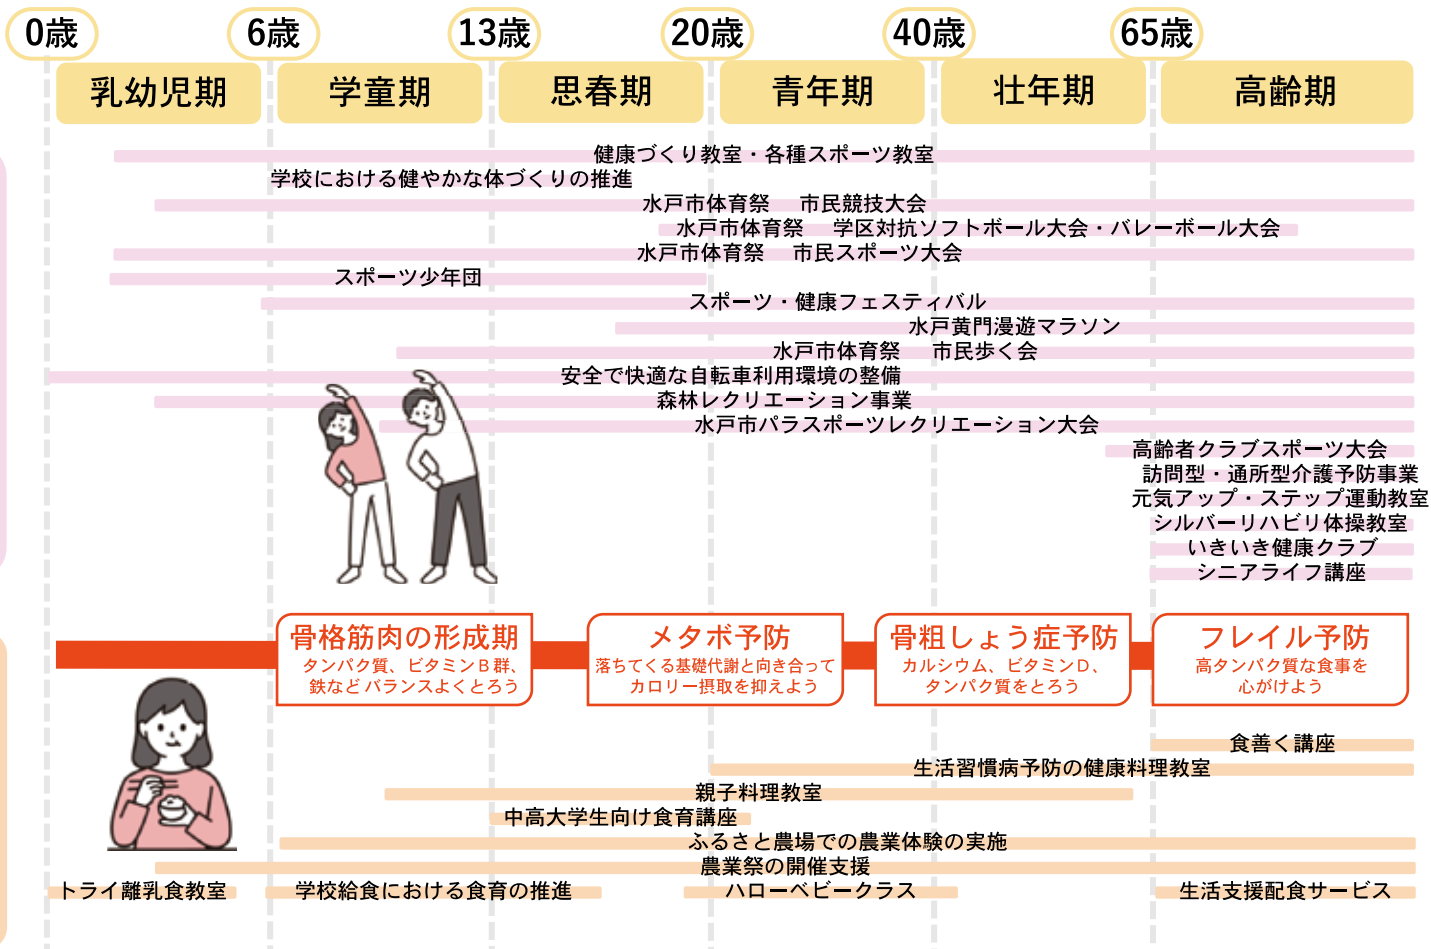 0歳 6歳 13歳 20歳 40歳 65歳
乳幼児期 学童期 思春期 青年期 壮年期 高齢期
健康づくり教室・各種スポーツ教室
学校における健やかな体づくりの推進
水戸市体育祭 市民競技大会
水戸市体育祭 学区対抗ソフトボール大会・バレーボール大会
水戸市体育祭 市民スポーツ大会
スポーツ少年団
スポーツ・健康フェスティバル
水戸黄門漫遊マラソン
水戸市体育祭 市民歩く会
安全で快適な自転車利用環境の整備
森林レクリエーション事業
水戸市パラスポーツレクリエーション大会
高齢者クラブスポーツ大会
訪問型・通所型介護予防事業
元気アップ・ステップ運動教室
シルバーリハビリ体操教室
いきいき健康クラブ
シニアライフ講座
骨格筋肉の形成期
タンパク質、ビタミンB群、
鉄などバランスよくとろう
メタボ予防
落ちてくる基礎代謝と向き合って
カロリー摂取を抑えよう
骨粗しょう症予防
カルシウム、ビタミンD、
タンパク質をとろう
フレイル予防
高タンパク質な食事を
心がけよう
食善く講座
生活習慣病予防の健康料理教室
親子料理教室
中高大学生向け食育講座
ふるさと農場での農業体験の実施
農業祭の開催支援
トライ離乳食教室 学校給食における食育の推進 ハローベビークラス 生活支援配食サービス